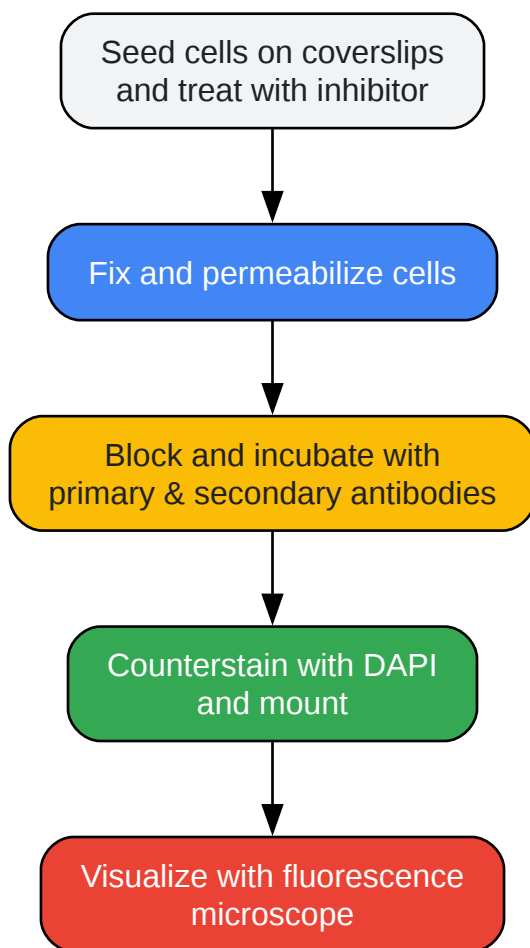 Seed cells on coverslips
and treat with inhibitor
Fix and permeabilize cells
Block and incubate with
primary & secondary antibodies
Counterstain with DAPI
and mount
Visualize with fluorescence
microscope